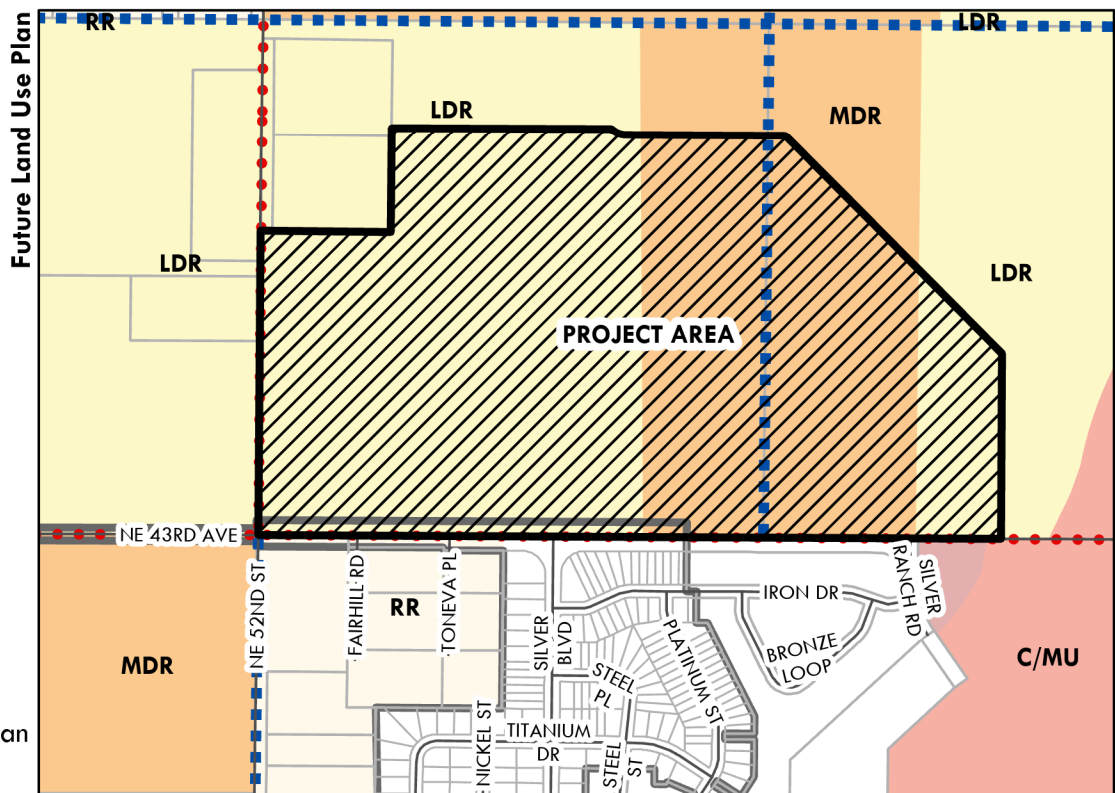 Future Land Use Plan
RR
LDR
LDR
MDR
LDR
LDR
PROJECT AREA
NE 43RD AVE
NE 52ND ST
FAIRHILL RD
TONEVA PL
RR
SILVER
BLVD
IRON DR
SILVER
RANCH RD
PLATINUM ST
BRONZE
LOOP
MDR
C/MU
STEEL
PL
NICKEL ST
TITANIUM
DR
STEEL
ST
an